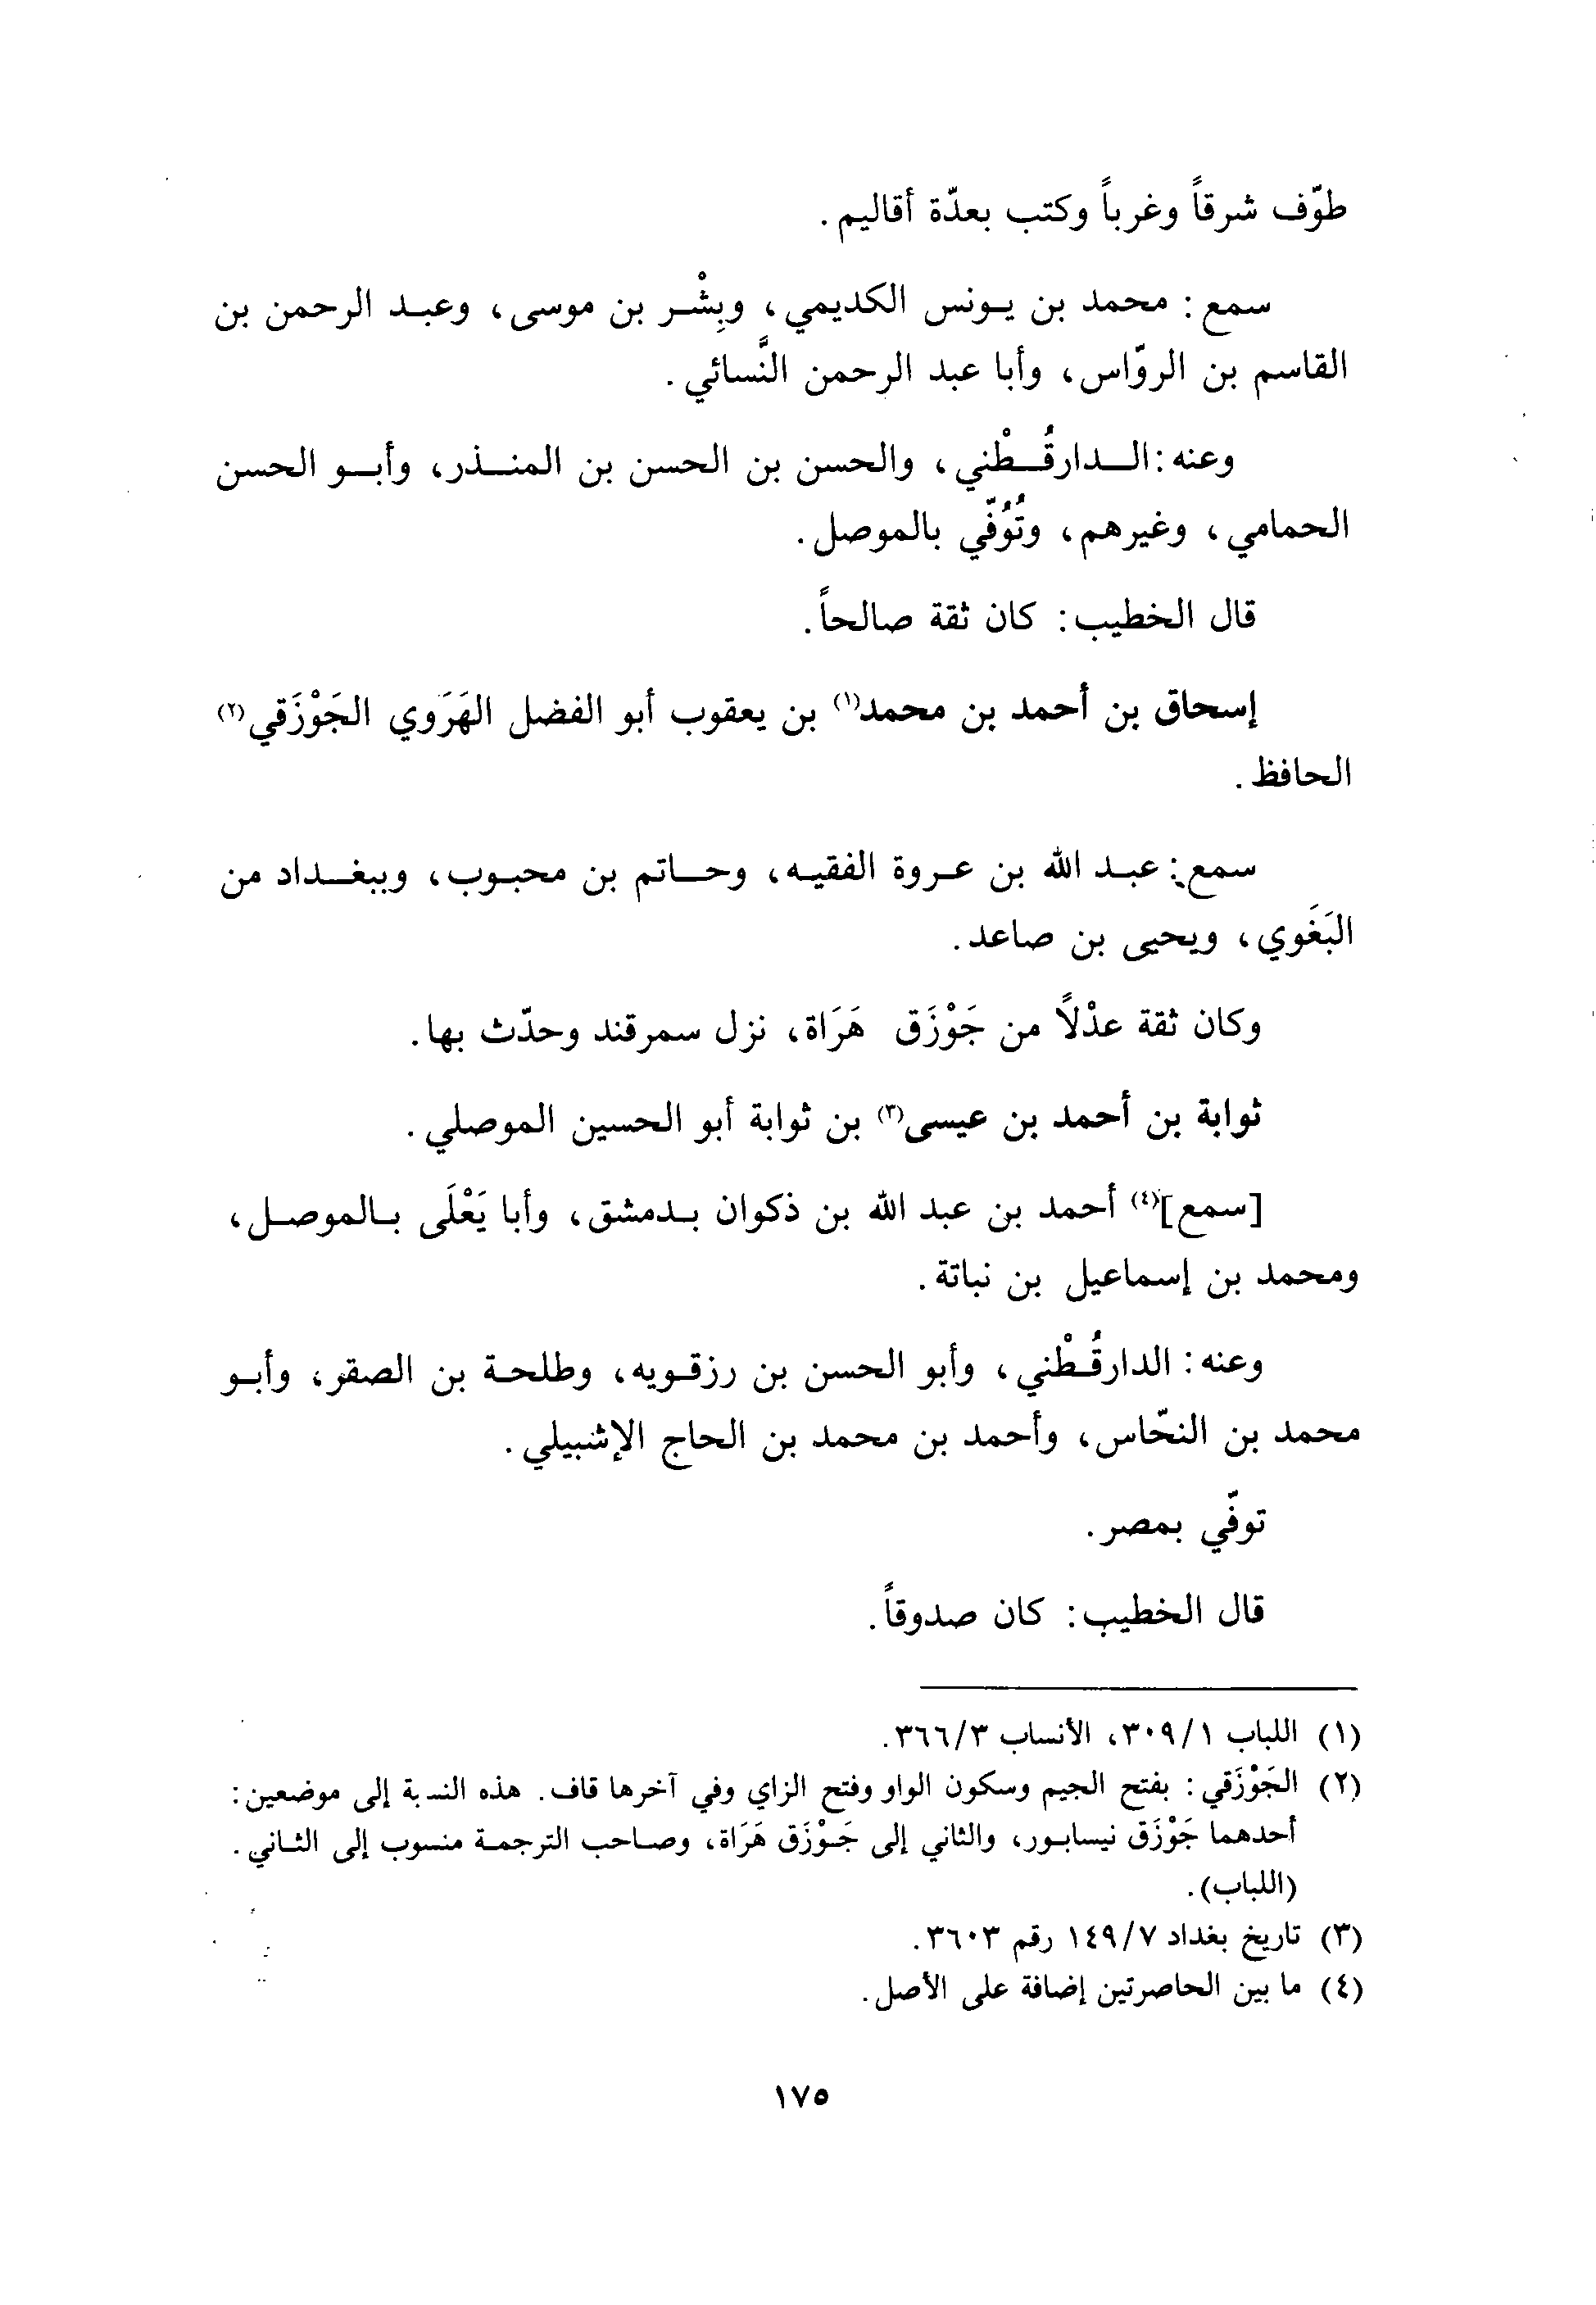 طوّف شرقاً وغرباً وكتب بعدّة أقاليم.
سمع: محمد بن يونس الكديمي، وبِشْر بن موسى، وعبد الرحمن بن
القاسم بن الروّاس، وأبا عبد الرحمن النَّسائي.
وعنه: الدارقُطْني، والحسن بن الحسن بن المنذر، وأبو الحسن
الحمامي، وغيرهم، وتُوُفّي بالموصل.
قال الخطيب: كان ثقة صالحاً.
إسحاق بن أحمد بن محمد(١) بن يعقوب أبو الفضل الهَرَوي الجَوْزَقي(٢)
الحافظ.
سمع: عبد الله بن عروة الفقيه، وحاتم بن محبوب، وببغداد من
البَغَوي، ويحيى بن صاعد.
وكان ثقة عدْلاً من جَوْزَق هَرَاة، نزل سمرقند وحدّث بها.
ثوابة بن أحمد بن عيسى(٣) بن ثوابة أبو الحسين الموصلي.
[سمع](٤) أحمد بن عبد الله بن ذكوان بدمشق، وأبا يَعْلَى بالموصل،
ومحمد بن إسماعيل بن نباتة.
وعنه: الدارقُطْني، وأبو الحسن بن رزقويه، وطلحة بن الصقر، وأبو
محمد بن النحّاس، وأحمد بن محمد بن الحاج الإشبيلي.
توفّي بمصر.
قال الخطيب: كان صدوقاً.
(١) اللباب ٣٠٩/١، الأنساب ٣٦٦/٣.
(٢) الجَوْزَقي: بفتح الجيم وسكون الواو وفتح الزاي وفي آخرها قاف. هذه النسبة إلى موضعين:
أحدهما جَوْزَق نيسابور، والثاني إلى جَوْزَق هَرَاة، وصاحب الترجمة منسوب إلى الثاني.
(اللباب).
(٣) تاريخ بغداد ١٤٩/٧ رقم ٣٦٠٣.
(٤) ما بين الحاصرتين إضافة على الأصل.
١٧٥